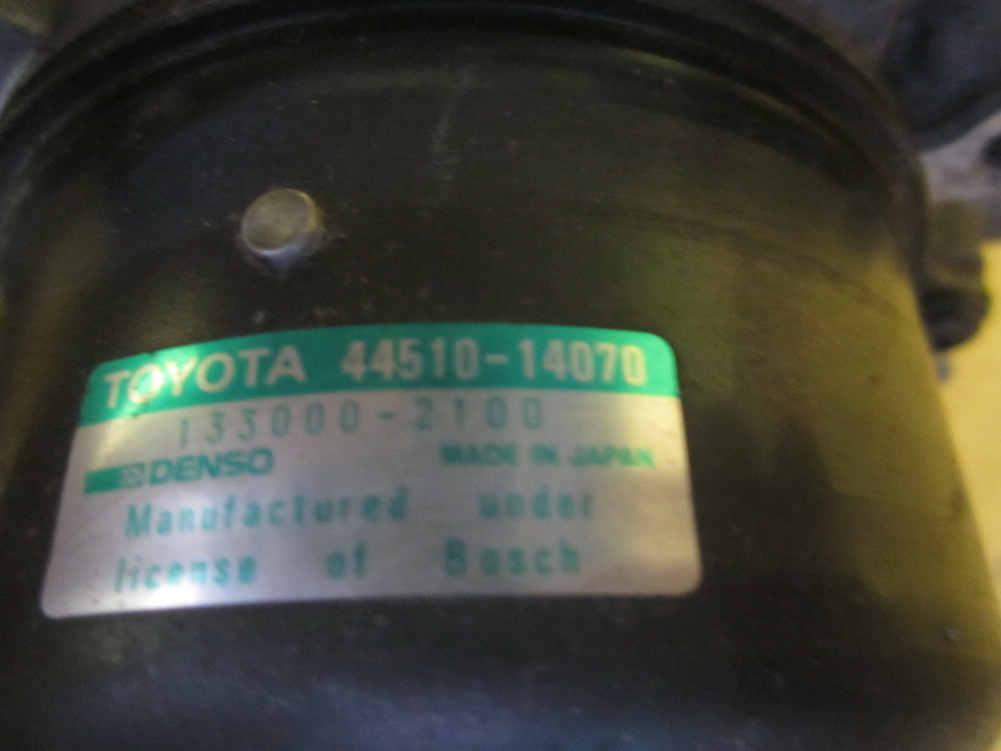 TOYOTA 44510-14070
133000-2100
DENSO MADE IN JAPAN
Manufactured under
license of Bosch